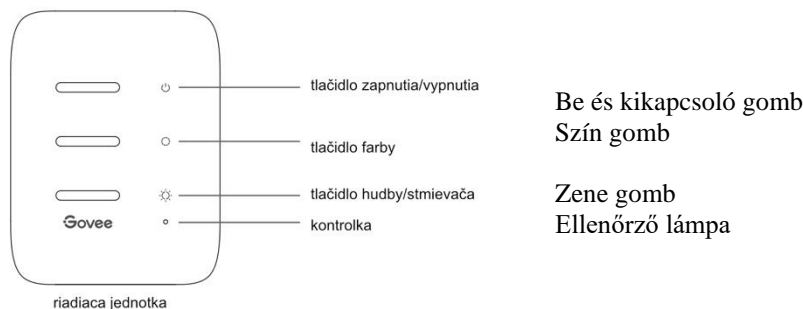 tlačidlo zapnutia/vypnutia
tlačidlo farby
tlačidlo hudby/stmievača
kontrolka
Govee
riadiaca jednotka
Be és kikapcsoló gomb
Szín gomb
Zene gomb
Ellenőrző lámpa